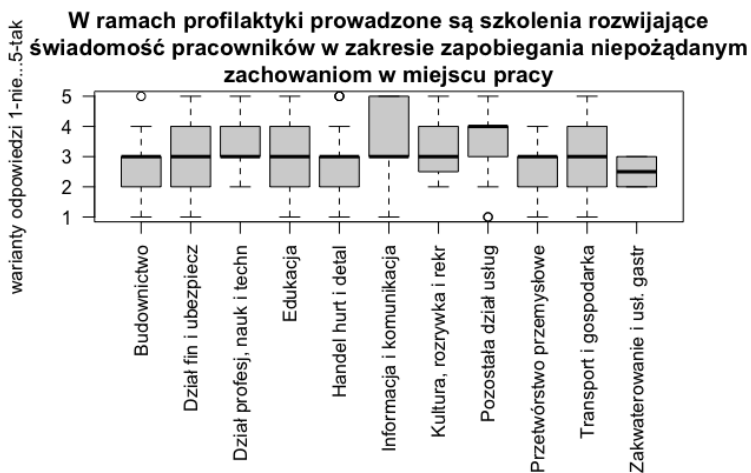 W ramach profilaktyki prowadzone są szkolenia rozwijające
świadomość pracowników w zakresie zapobiegania niepożądanym
zachowaniom w miejscu pracy
warianty odpowiedzi 1-nie...5-tak
5
4
3
2
1
Budownictwo
Dział fin i ubezpiecz
Dział profesj, nauk i techn
Edukacja
Handel hurt i detal
Informacja i komunikacja
Kultura, rozrywka i rekr
Pozostała dział usług
Przetwórstwo przemysłowe
Transport i gospodarka
Zakwaterowanie i usł. gastr